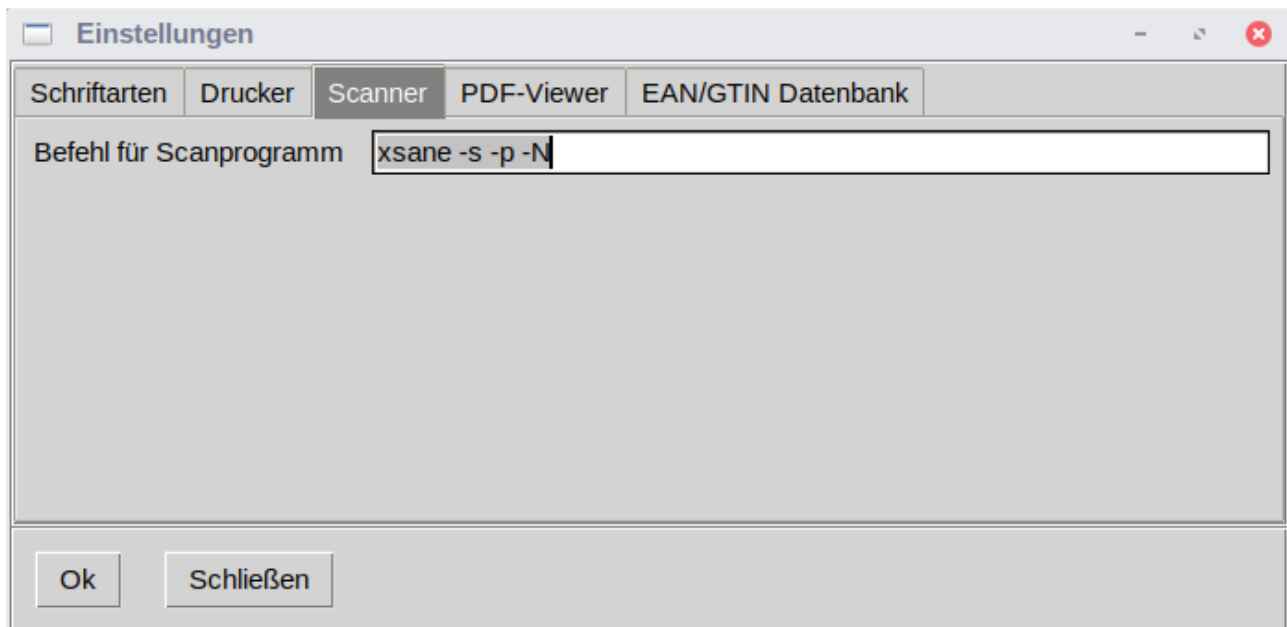 Einstellungen
Schriftarten Drucker Scanner PDF-Viewer EAN/GTIN Datenbank
Befehl für Scanprogramm xsane -s -p -N
Ok Schließen